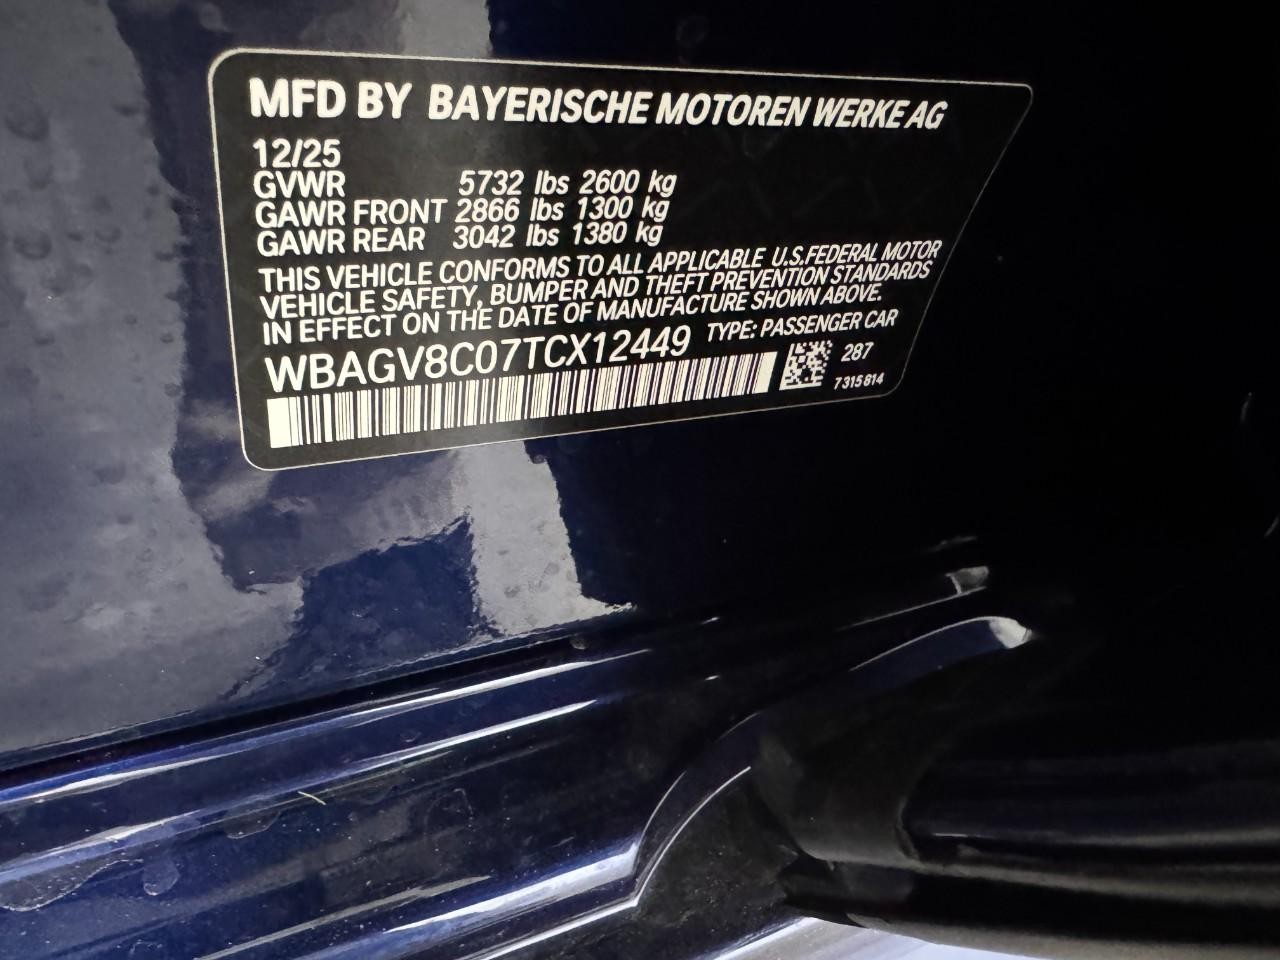 MFD BY BAYERISCHE MOTOREN WERKE AG
12/25
GVWR 5732 lbs 2600 kg
GAWR FRONT 2866 lbs 1300 kg
GAWR REAR 3042 lbs 1380 kg
THIS VEHICLE CONFORMS TO ALL APPLICABLE U.S.FEDERAL MOTOR
VEHICLE SAFETY, BUMPER AND THEFT PREVENTION STANDARDS
IN EFFECT ON THE DATE OF MANUFACTURE SHOWN ABOVE.
WBAGV8C07TCX12449 TYPE: PASSENGER CAR
287
7315814